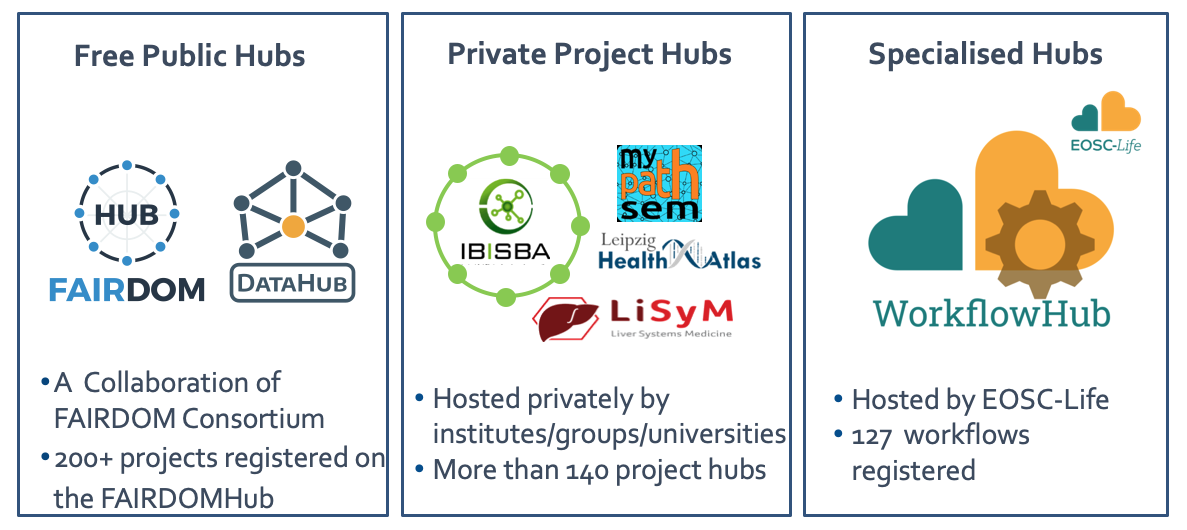 Free Public Hubs
HUB
FAIRDOM
DATAHUB
• A Collaboration of
FAIRDOM Consortium
• 200+ projects registered on
the FAIRDOMHub
Private Project Hubs
IBISBA
my
path
sem
Leipzig
Health Atlas
LiSyM
Liver Systems Medicine
• Hosted privately by
institutes/groups/universities
• More than 140 project hubs
Specialised Hubs
EOSC-Life
WorkflowHub
• Hosted by EOSC-Life
• 127 workflows
registered